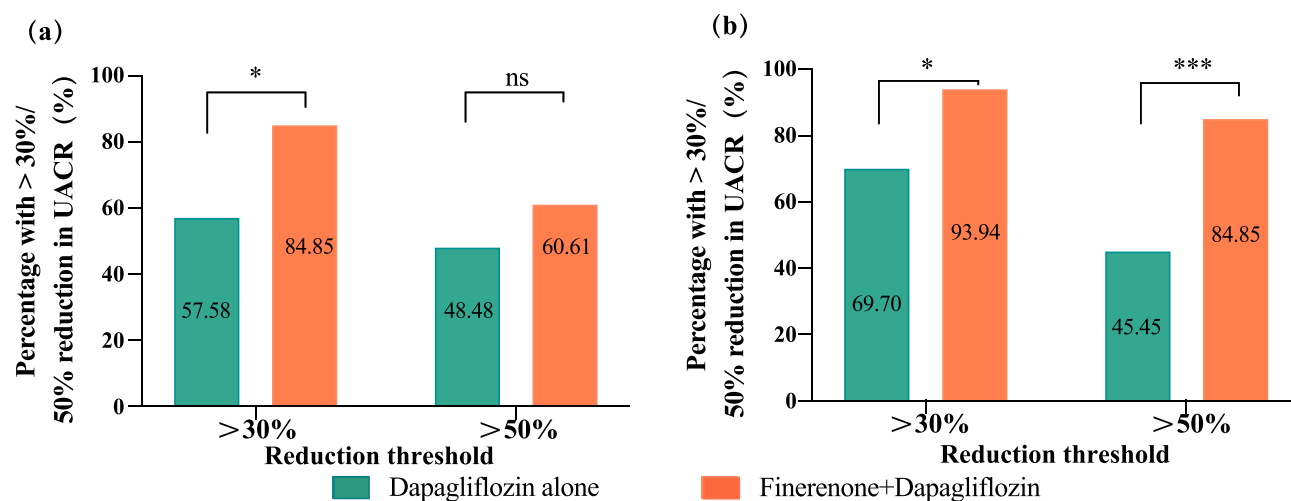 (a)
Percentage with > 30%/
50% reduction in UACR（%）
100
80
60
40
20
0
*
ns
57.58
84.85
48.48
60.61
＞30%
＞50%
Reduction threshold
(b)
Percentage with > 30%/
50% reduction in UACR（%）
100
80
60
40
20
0
*
***
69.70
93.94
45.45
84.85
＞30%
＞50%
Reduction threshold
Dapagliflozin alone
Finerenone+Dapagliflozin